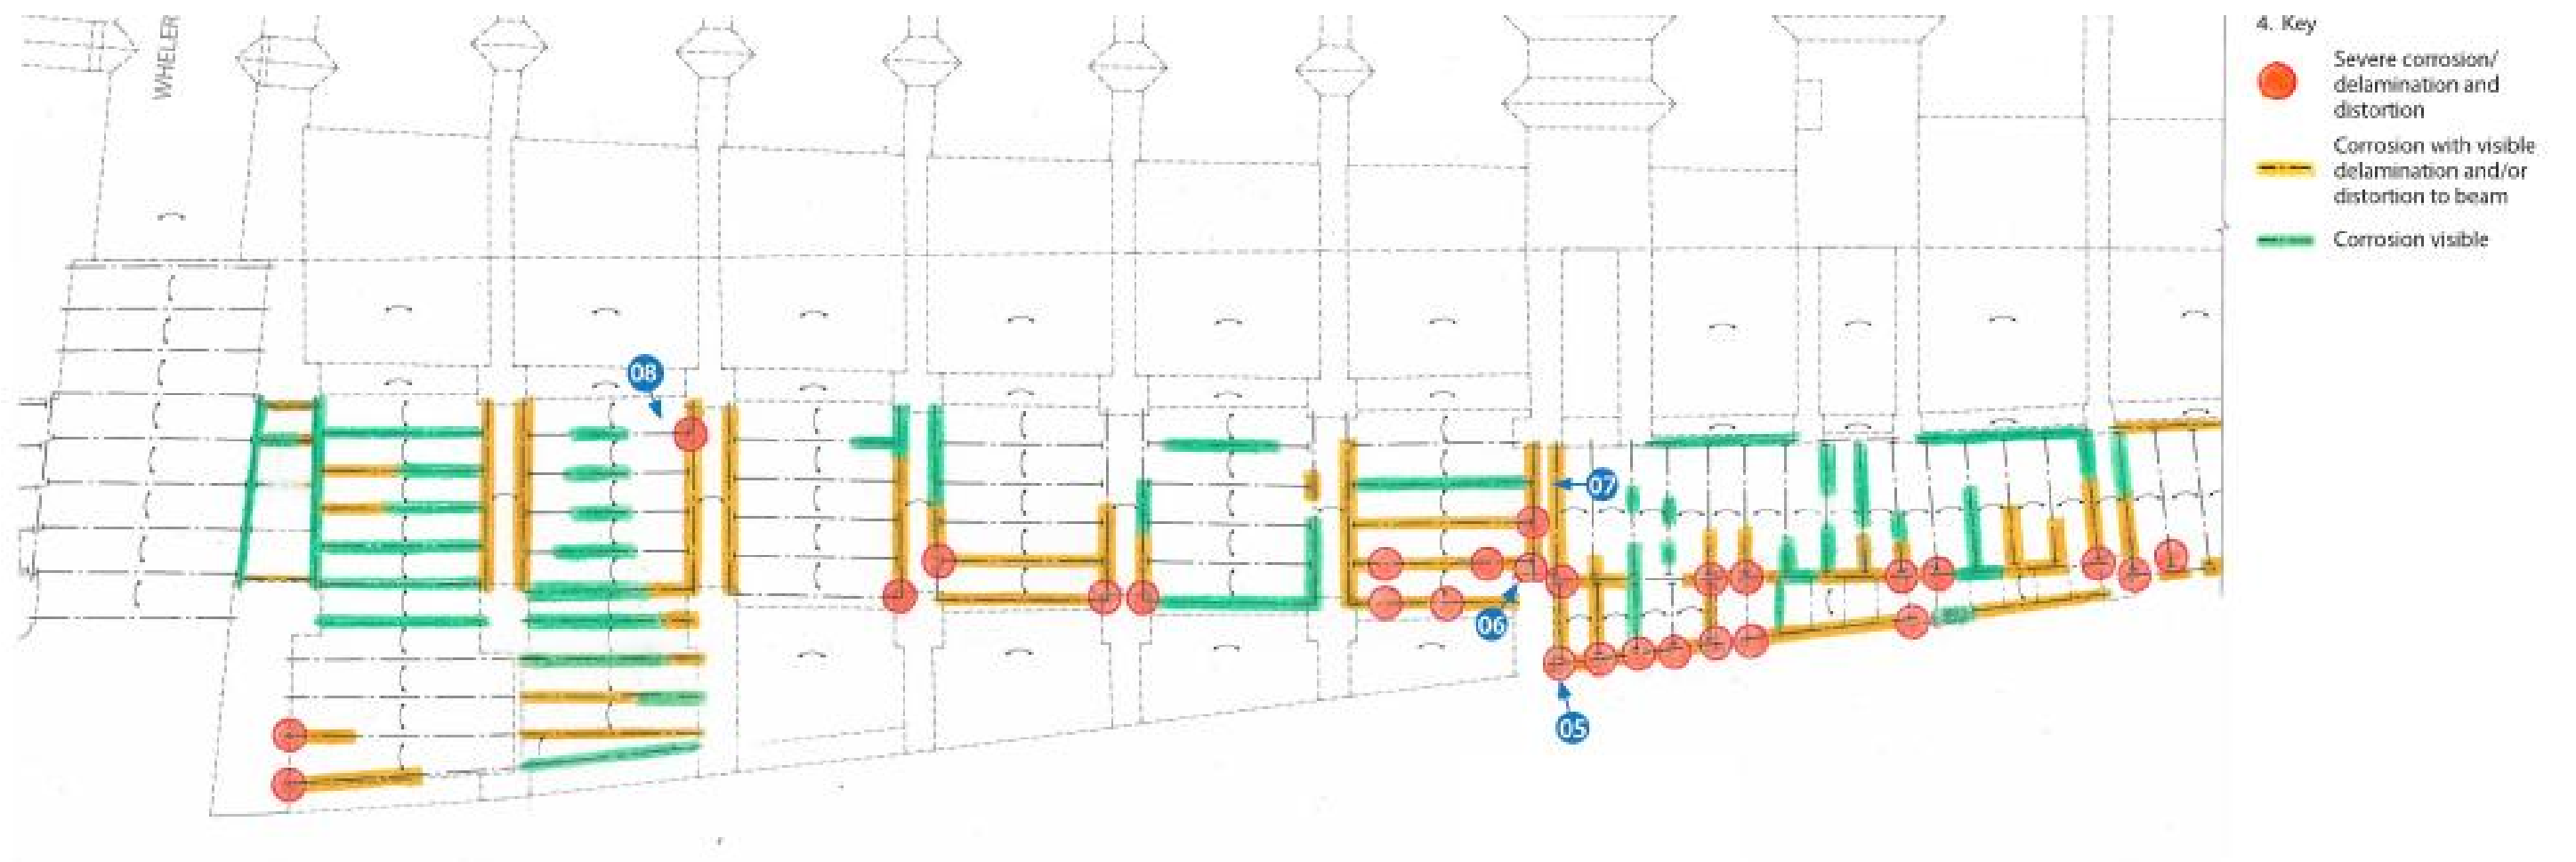 WHELER
4. Key
Severe corrosion/
delamination and
distortion
Corrosion with visible
delamination and/or
distortion to beam
Corrosion visible
08
07
06
05